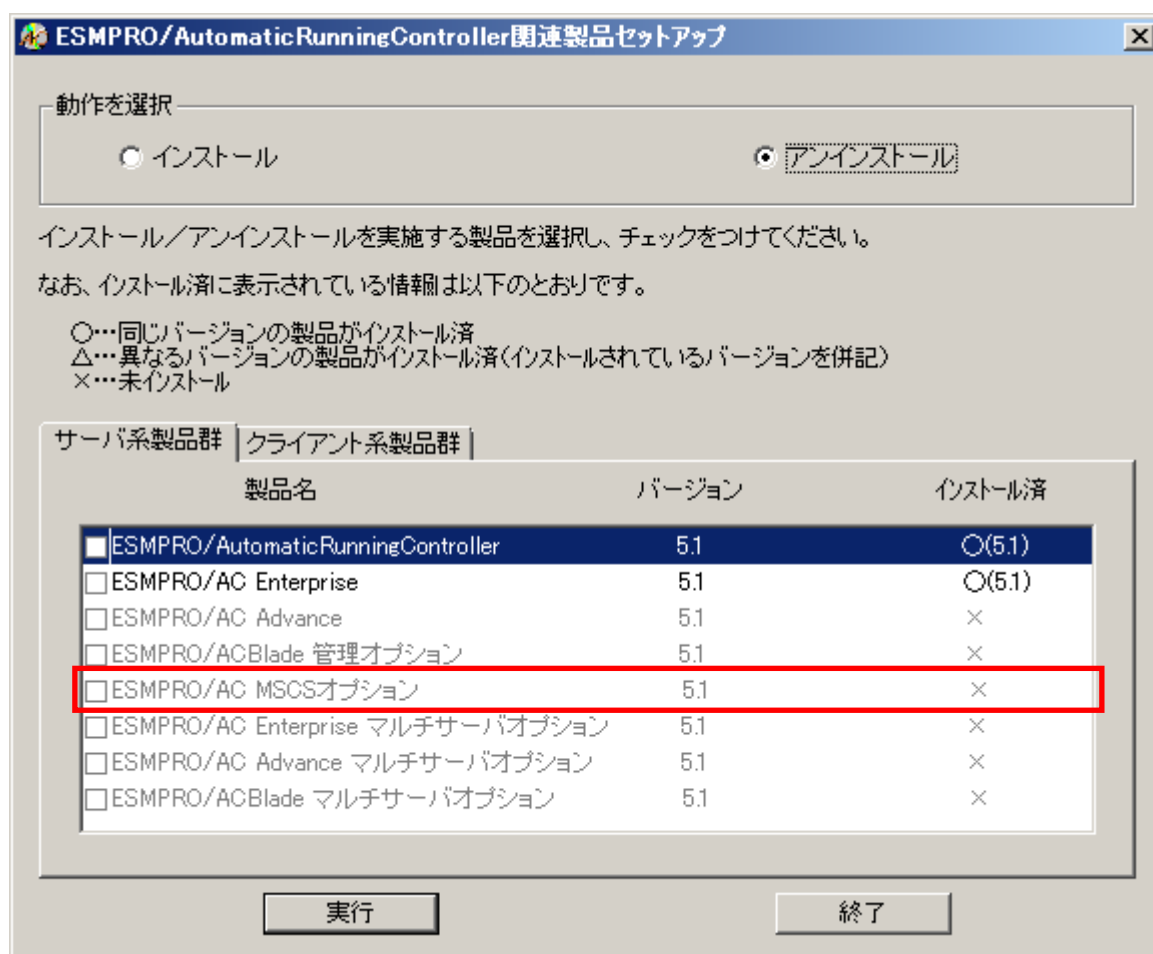 ESMPRO/AutomaticRunningController関連製品セットアップ
動作を選択
インストール
アンインストール
インストール／アンインストールを実施する製品を選択し、チェックをつけてください。
なお、インストール済に表示されている情報は以下のとおりです。
○…同じバージョンの製品がインストール済
△…異なるバージョンの製品がインストール済(インストールされているバージョンを併記)
×…未インストール
サーバ系製品群 クライアント系製品群
製品名 バージョン インストール済
ESMPRO/AutomaticRunningController 5.1 ○(5.1)
ESMPRO/AC Enterprise 5.1 ○(5.1)
ESMPRO/AC Advance 5.1 ×
ESMPRO/ACBlade 管理オプション 5.1 ×
ESMPRO/AC MSCSオプション 5.1 ×
ESMPRO/AC Enterprise マルチサーバオプション 5.1 ×
ESMPRO/AC Advance マルチサーバオプション 5.1 ×
ESMPRO/ACBlade マルチサーバオプション 5.1 ×
実行 終了